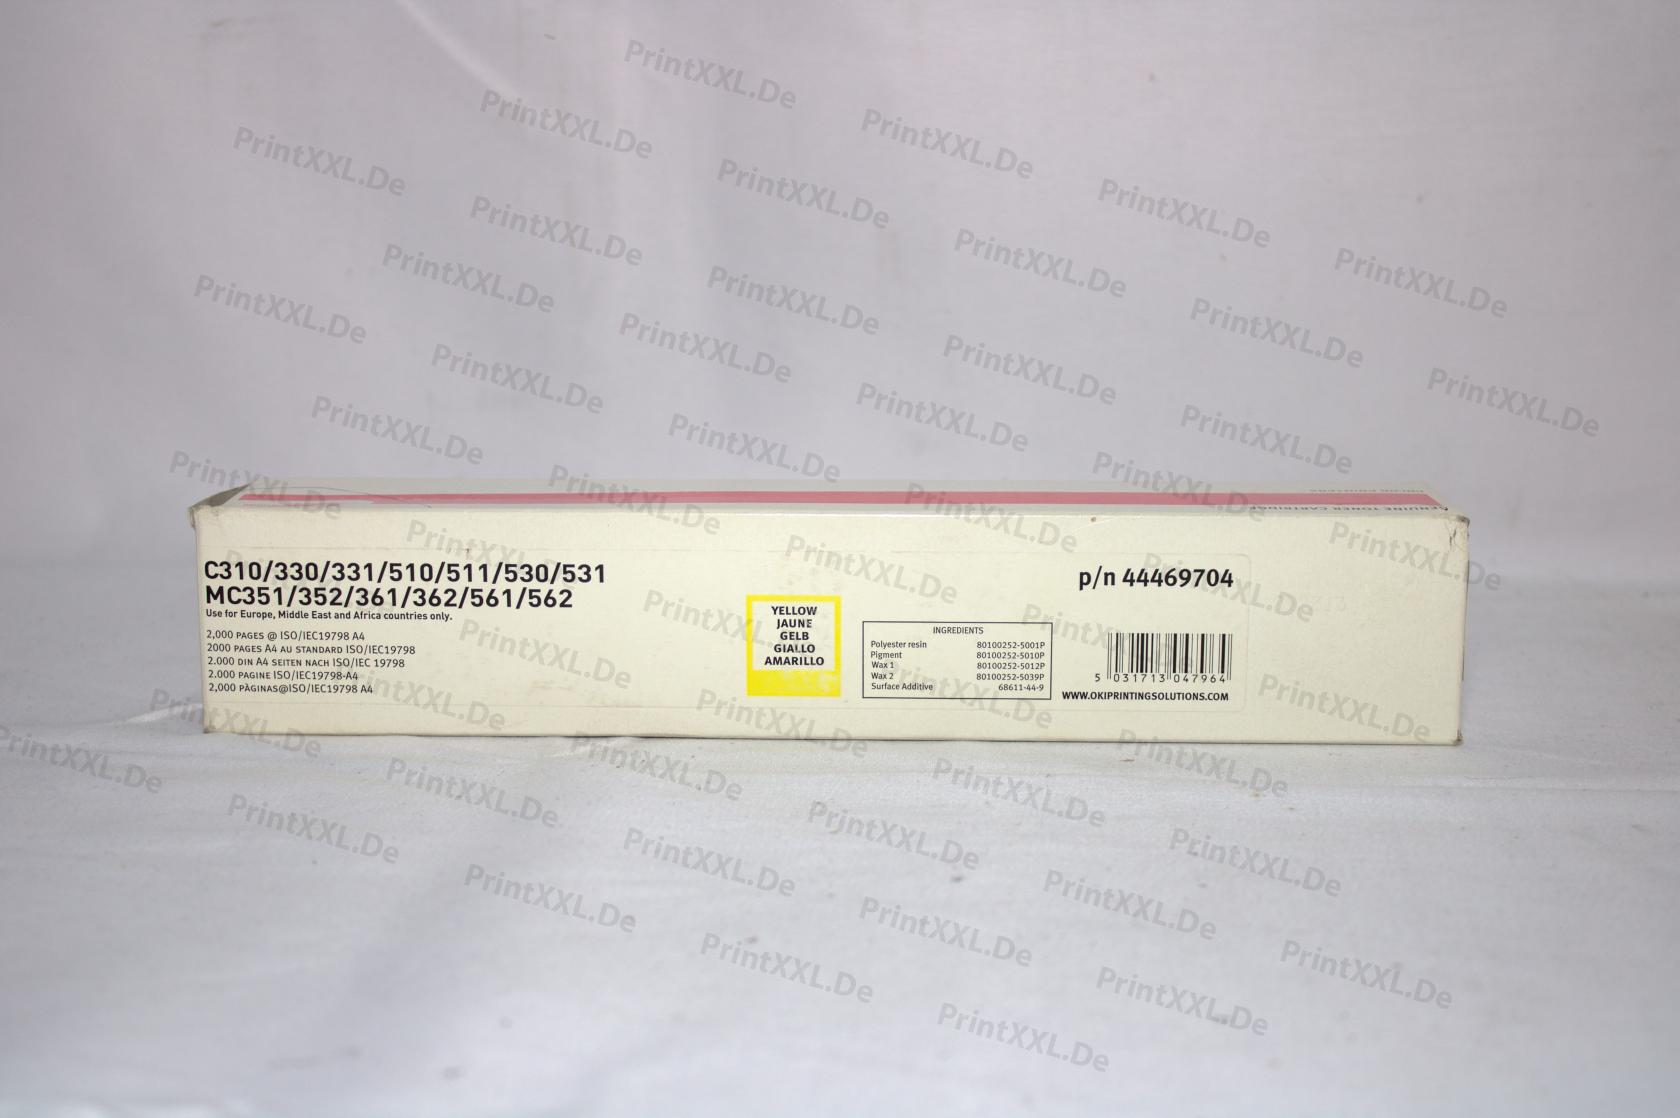 C310/330/331/510/511/530/531
MC351/352/361/362/561/562
Use for Europe, Middle East and Africa countries only.
2,000 PAGES @ ISO/IEC19798 A4
2000 PAGES A4 AU STANDARD ISO/IEC19798
2.000 DIN A4 SEITEN NACH ISO/IEC 19798
2.000 PAGINE ISO/IEC19798-A4
2,000 PÀGINAS@ISO/IEC19798 A4
YELLOW
JAUNE
GELB
GIALLO
AMARILLO
INGREDIENTS
Polyester resin 80100252-5001P
Pigment 80100252-5010P
Wax 1 80100252-5012P
Wax 2 80100252-5039P
Surface Additive 68611-44-9
p/n 44469704
5 031713 047964
WWW.OKIPRINTINGSOLUTIONS.COM
GENUINE TONER CARTRIDGE
PrintXXL.De